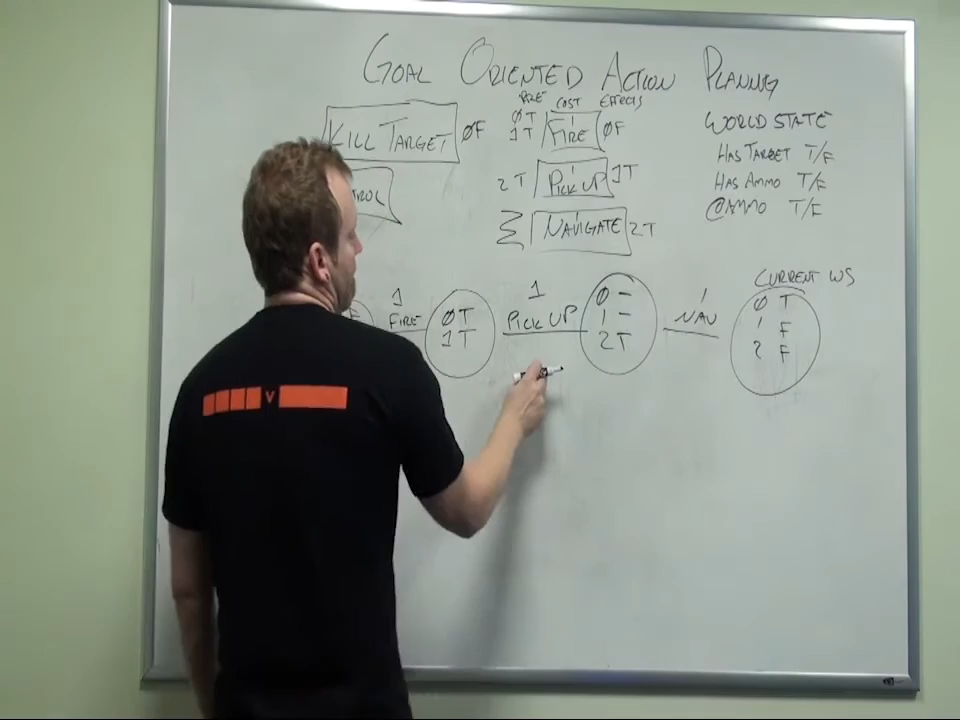 GOAL ORIENTED ACTION PLANNING
PRE COST EFFECTS
KILL TARGET ØF
ØT
1T
1
FIRE ØF
2T 1
PICK UP 1T
NAVIGATE 2T
WORLD STATE
HAS TARGET T/F
HAS AMMO T/F
@AMMO T/F
F
1
FIRE
ØT
1T
1
PICK UP
Ø -
1 -
2T
1
NAV
CURRENT WS
Ø T
1 F
2 F
V